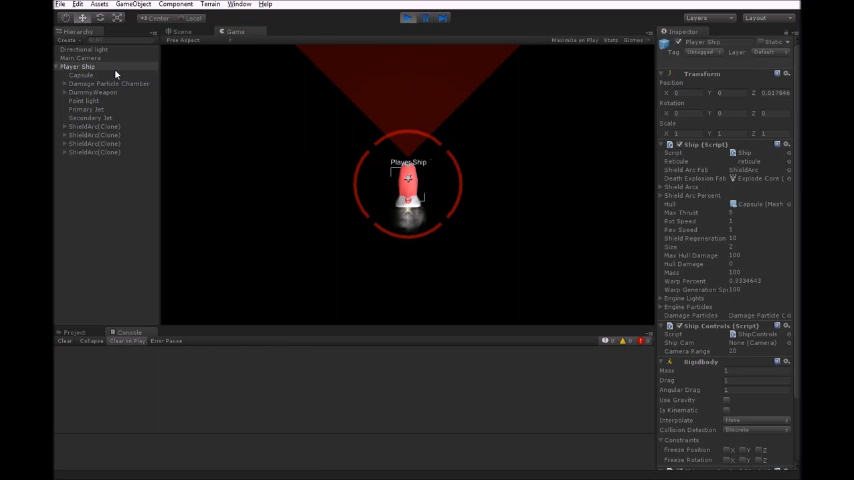 File Edit Assets GameObject Component Terrain Window Help
Center Local Layers Layout
Hierarchy Scene Game Inspector
Create Free Aspect Maximize on Play Stats Gizmos Player Ship Static
Tag Untagged Layer Default
Directional light
Main Camera
Player Ship
Capsule
Damage Particle Chamber
DummyWeapon
Point light
Primary Jet
Secondary Jet
ShieldArc(Clone)
ShieldArc(Clone)
ShieldArc(Clone)
ShieldArc(Clone)
Player Ship
Transform
Position
X 0 Y 0 Z 0.017846
Rotation
X 0 Y 0 Z 0
Scale
X 1 Y 1 Z 1
Ship (Script)
Script Ship
Reticule reticule
Shield Arc Fab ShieldArc
Death Explosion Fab Explode Core (
Shield Arcs
Shield Arc Percent
Hull Capsule (Mesh
Max Thrust 5
Rot Speed 1
Rev Speed 1
Shield Regeneration 10
Size 2
Max Hull Damage 100
Hull Damage 0
Mass 100
Warp Percent 0.3334643
Warp Generation Sp 100
Engine Lights
Engine Particles
Damage Particles Damage Particle C
Ship Controls (Script)
Script ShipControls
Ship Cam None (Camera)
Camera Range 20
Rigidbody
Mass 1
Drag 1
Angular Drag 1
Use Gravity
Is Kinematic
Interpolate None
Collision Detection Discrete
Constraints
Freeze Position X Y Z
Freeze Rotation X Y Z
Project Console
Clear Collapse Clear on Play Error Pause 0 0 0